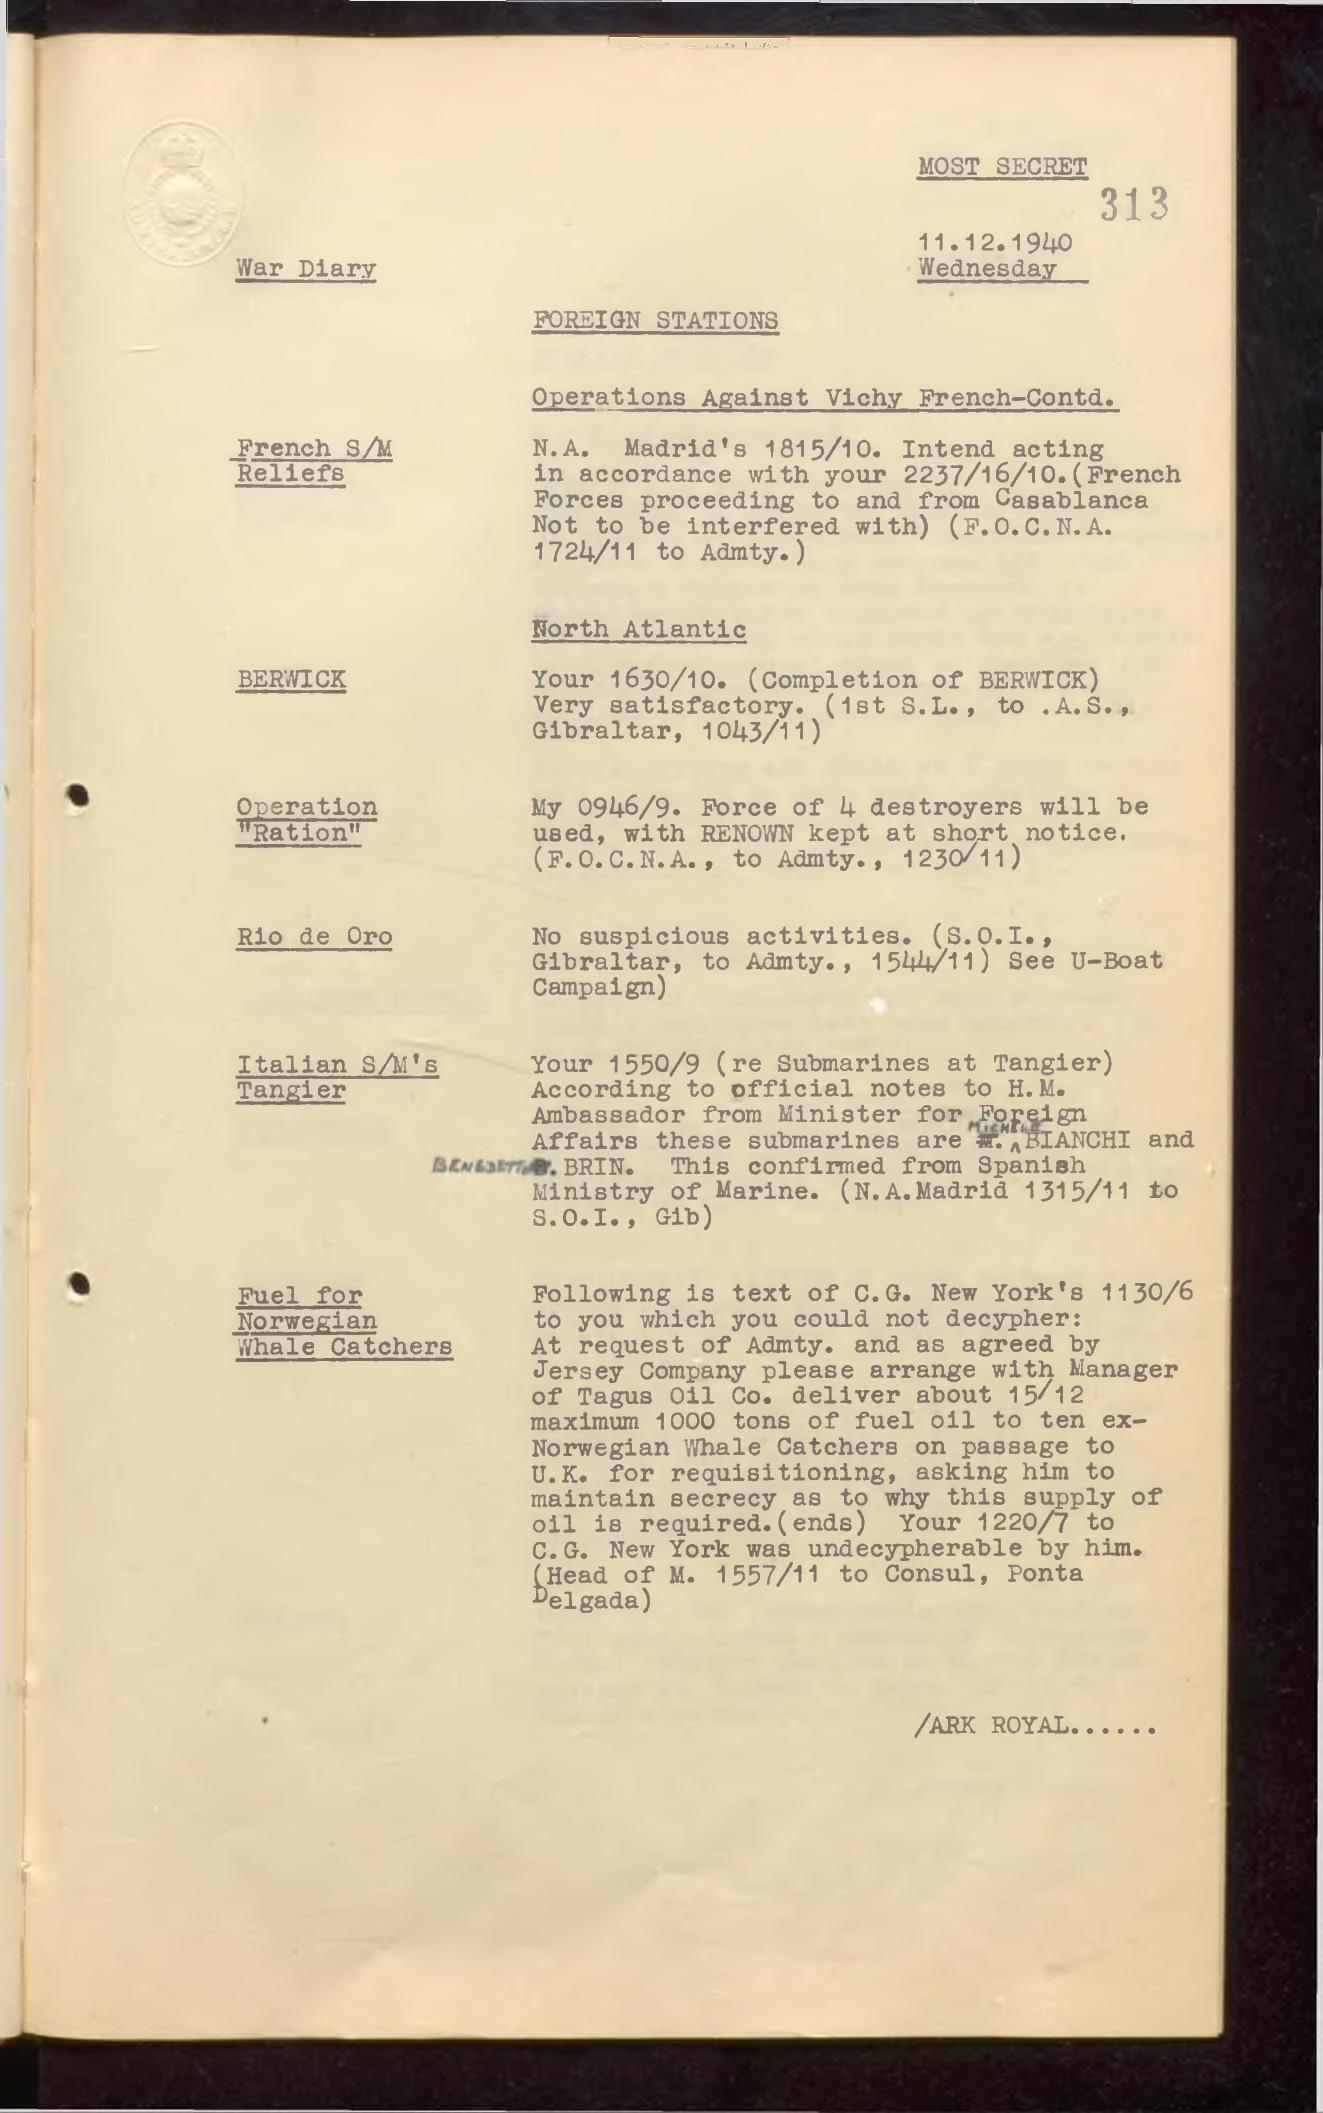 MOST SECRET
313
11.12.1940
War Diary
Wednesday
FOREIGN STATIONS
Operations Against Vichy French-Contd.
French S/M
Reliefs
N.A. Madrid's 1815/10. Intend acting
in accordance with your 2237/16/10.(French
Forces proceeding to and from Casablanca
Not to be interfered with) (F.O.C.N.A.
1724/11 to Admty.)
North Atlantic
BERWICK
Your 1630/10. (Completion of BERWICK)
Very satisfactory. (1st S.L., to .A.S.,
Gibraltar, 1043/11)
Operation
"Ration"
My 0946/9. Force of 4 destroyers will be
used, with RENOWN kept at short notice.
(F.O.C.N.A., to Admty., 1230/11)
Rio de Oro
No suspicious activities. (S.O.I.,
Gibraltar, to Admty., 1544/11) See U-Boat
Campaign)
Italian S/M's
Tangier
Your 1550/9 (re Submarines at Tangier)
According to official notes to H.M.
Ambassador from Minister for Foreign
Affairs these submarines are MICHELE BIANCHI and
BENEDETTO BRIN. This confirmed from Spanish
Ministry of Marine. (N.A.Madrid 1315/11 to
S.O.I., Gib)
Fuel for
Norwegian
Whale Catchers
Following is text of C.G. New York's 1130/6
to you which you could not decypher:
At request of Admty. and as agreed by
Jersey Company please arrange with Manager
of Tagus Oil Co. deliver about 15/12
maximum 1000 tons of fuel oil to ten ex-
Norwegian Whale Catchers on passage to
U.K. for requisitioning, asking him to
maintain secrecy as to why this supply of
oil is required.(ends) Your 1220/7 to
C.G. New York was undecypherable by him.
(Head of M. 1557/11 to Consul, Ponta
Delgada)
/ARK ROYAL......